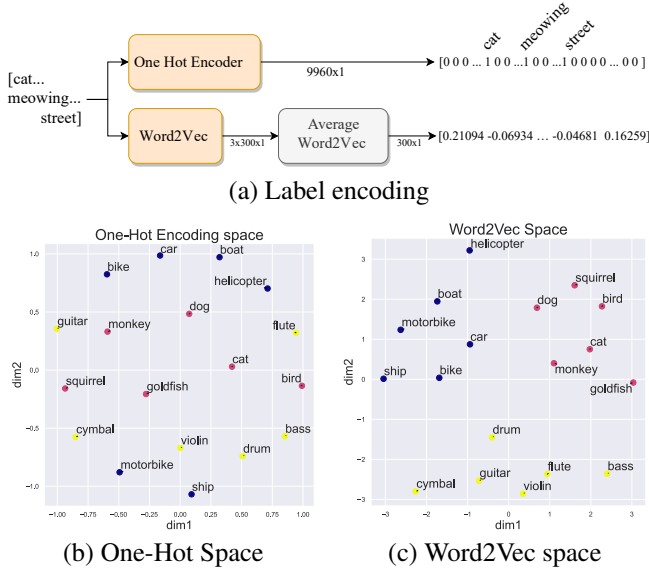 cat meowing street
[cat...
meowing...
street]
One Hot Encoder
9960x1
[0 0 0 ... 1 0 0 ...1 0 0 ...1 0 0 0 0 ... 0 0 ]
Word2Vec
3x300x1
Average
Word2Vec
300x1
[0.21094 -0.06934 … -0.04681 0.16259]
(a) Label encoding
One-Hot Encoding space
dim2
1.0
0.5
0.0
−0.5
−1.0
car
boat
bike
helicopter
guitar
monkey
dog
flute
cat
squirrel
goldfish
bird
cymbal
violin
drum
bass
motorbike
ship
−1.00 −0.75 −0.50 −0.25 0.00 0.25 0.50 0.75 1.00
dim1
(b) One-Hot Space
Word2Vec Space
dim2
3
2
1
0
−1
−2
−3
helicopter
squirrel
boat
dog
bird
motorbike
car
cat
monkey
ship
bike
goldfish
drum
cymbal
guitar
flute
violin
bass
−3 −2 −1 0 1 2 3
dim1
(c) Word2Vec space